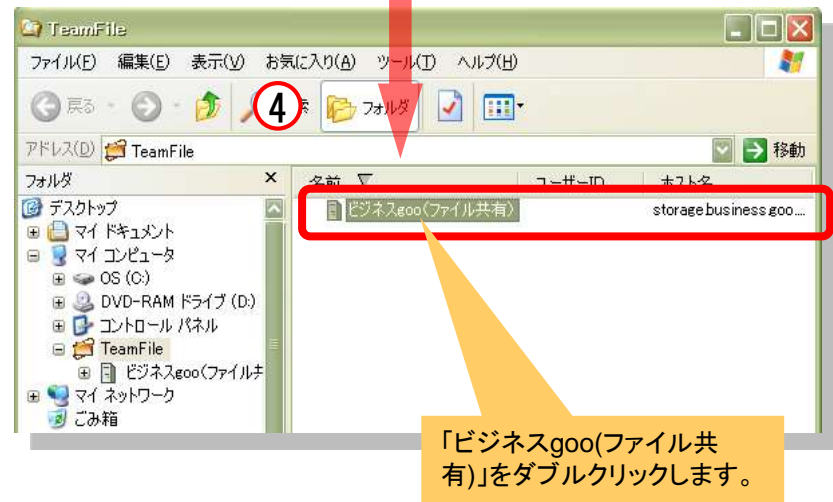 TeamFile
ファイル(F) 編集(E) 表示(V) お気に入り(A) ツール(T) ヘルプ(H)
戻る ④ 索 フォルダ
アドレス(D) TeamFile 移動
フォルダ × 名前 ユーザーID ホスト名
デスクトップ ビジネスgoo(ファイル共有) storage.business.goo....
マイ ドキュメント
マイ コンピュータ
OS (C:)
DVD-RAM ドライブ (D:)
コントロール パネル
TeamFile
ビジネスgoo(ファイルキ
マイ ネットワーク
ごみ箱
「ビジネスgoo(ファイル共
有)」をダブルクリックします。